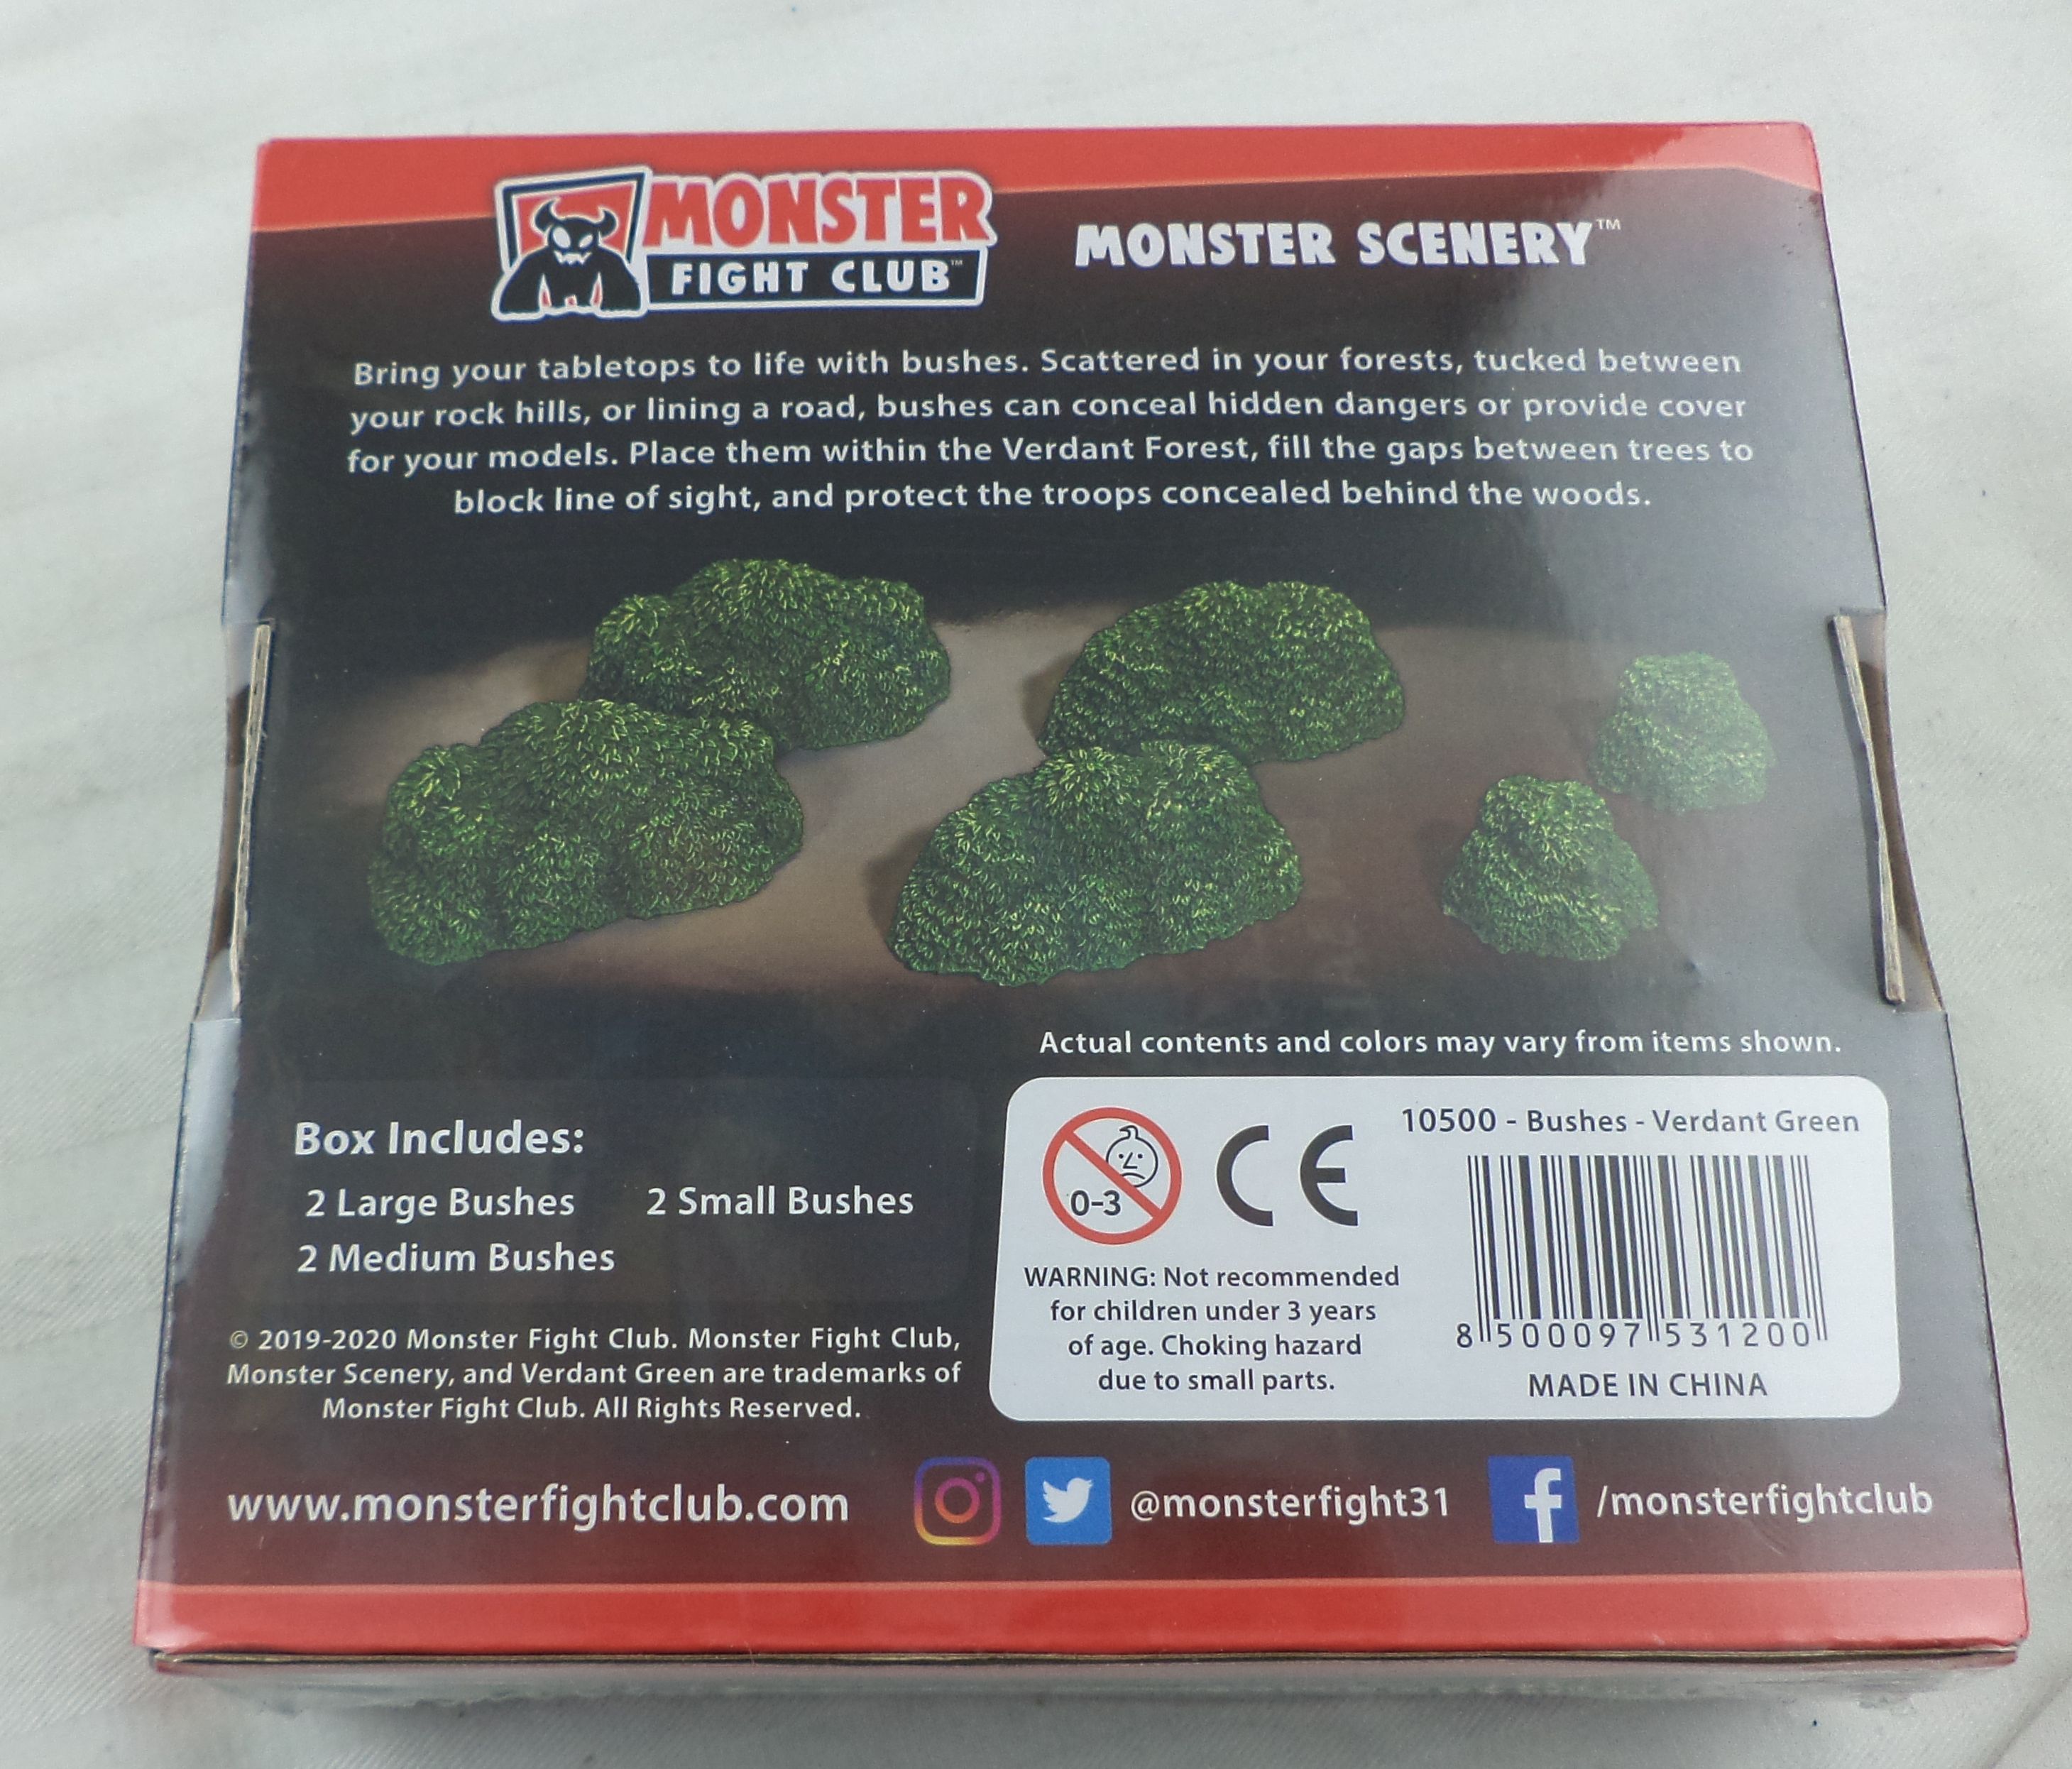 MONSTER
FIGHT CLUB™
MONSTER SCENERY™
Bring your tabletops to life with bushes. Scattered in your forests, tucked between
your rock hills, or lining a road, bushes can conceal hidden dangers or provide cover
for your models. Place them within the Verdant Forest, fill the gaps between trees to
block line of sight, and protect the troops concealed behind the woods.
Actual contents and colors may vary from items shown.
Box Includes:
2 Large Bushes 2 Small Bushes
2 Medium Bushes
© 2019-2020 Monster Fight Club. Monster Fight Club,
Monster Scenery, and Verdant Green are trademarks of
Monster Fight Club. All Rights Reserved.
0-3
CE
WARNING: Not recommended
for children under 3 years
of age. Choking hazard
due to small parts.
10500 - Bushes - Verdant Green
8 500097 531200
MADE IN CHINA
www.monsterfightclub.com
@monsterfight31
/monsterfightclub